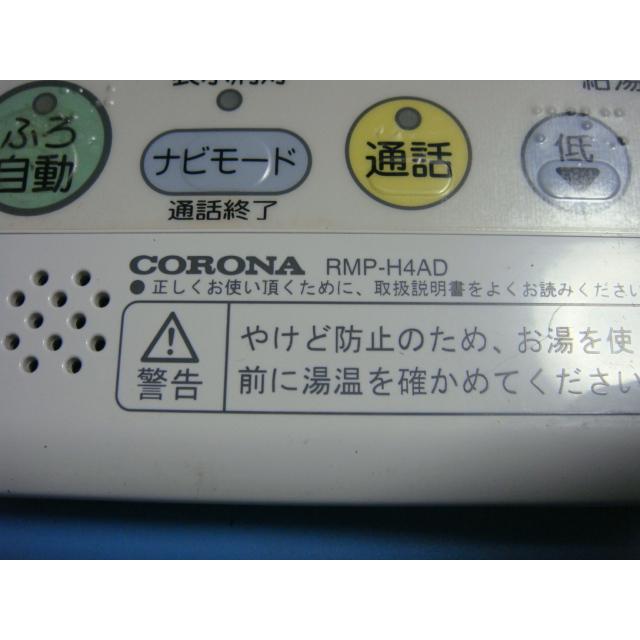 ふろ
自動
ナビモード
通話終了
通話
低
給湯
CORONA RMP-H4AD
●正しくお使い頂くために、取扱説明書をよくお読みください
警告
やけど防止のため、お湯を使
前に湯温を確かめてください